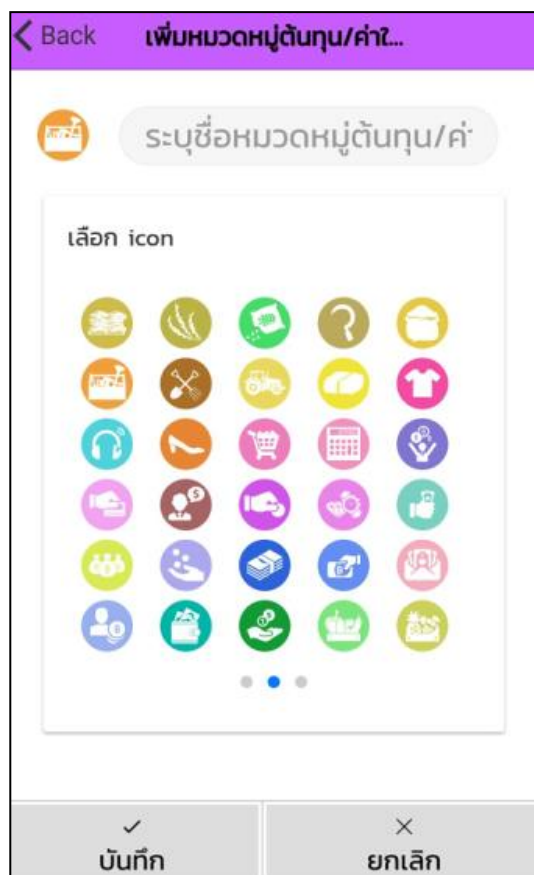 Back
เพิ่มหมวดหมู่ต้นทุน/ค่าใ...
ระบุชื่อหมวดหมู่ต้นทุน/ค่
เลือก icon
บันทึก
ยกเลิก